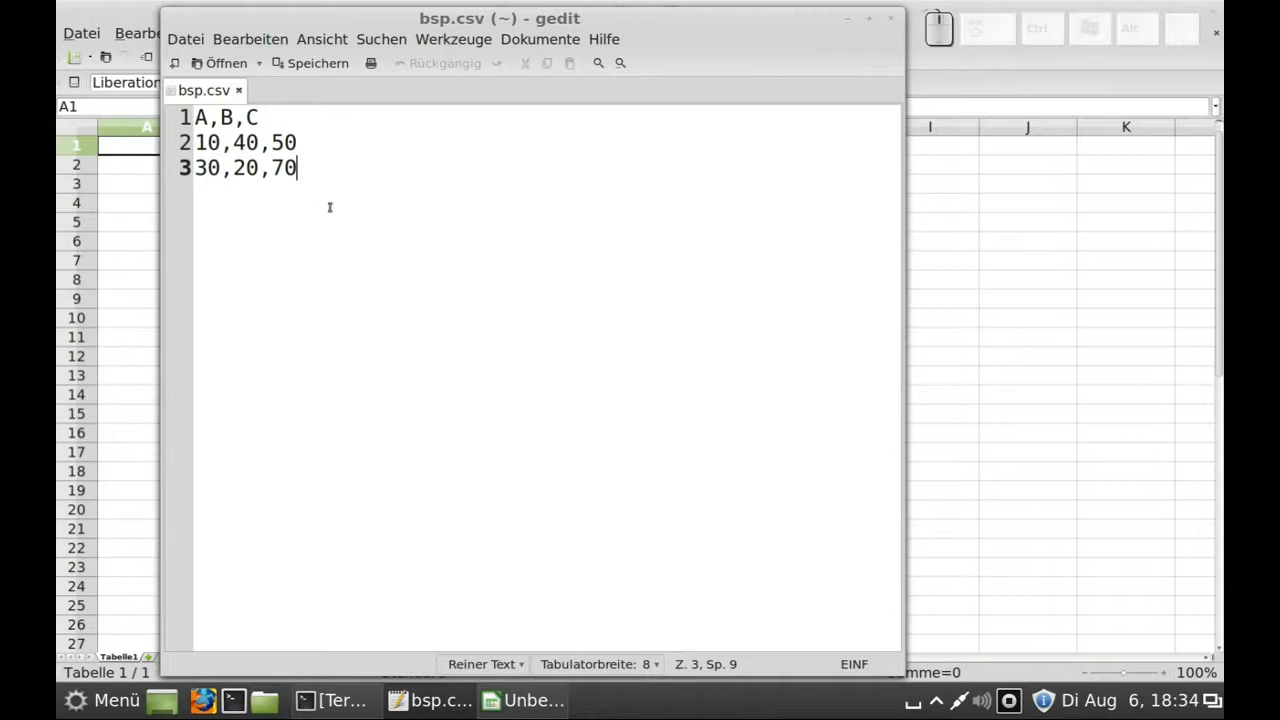 bsp.csv (~) - gedit
Datei Bearbeiten Ansicht Suchen Werkzeuge Dokumente Hilfe
Öffnen Speichern Rückgängig
bsp.csv
1 A,B,C
2 10,40,50
3 30,20,70
Reiner Text Tabulatorbreite: 8 Z. 3, Sp. 9 EINF
Datei Bearbe
Liberation
A1
A I J K
1
2
3
4
5
6
7
8
9
10
11
12
13
14
15
16
17
18
19
20
21
22
23
24
25
26
27
Tabelle1
Tabelle 1 / 1 umme=0 100%
Ctrl Alt
Menü [Ter... bsp.c... Unbe... Di Aug 6, 18:34